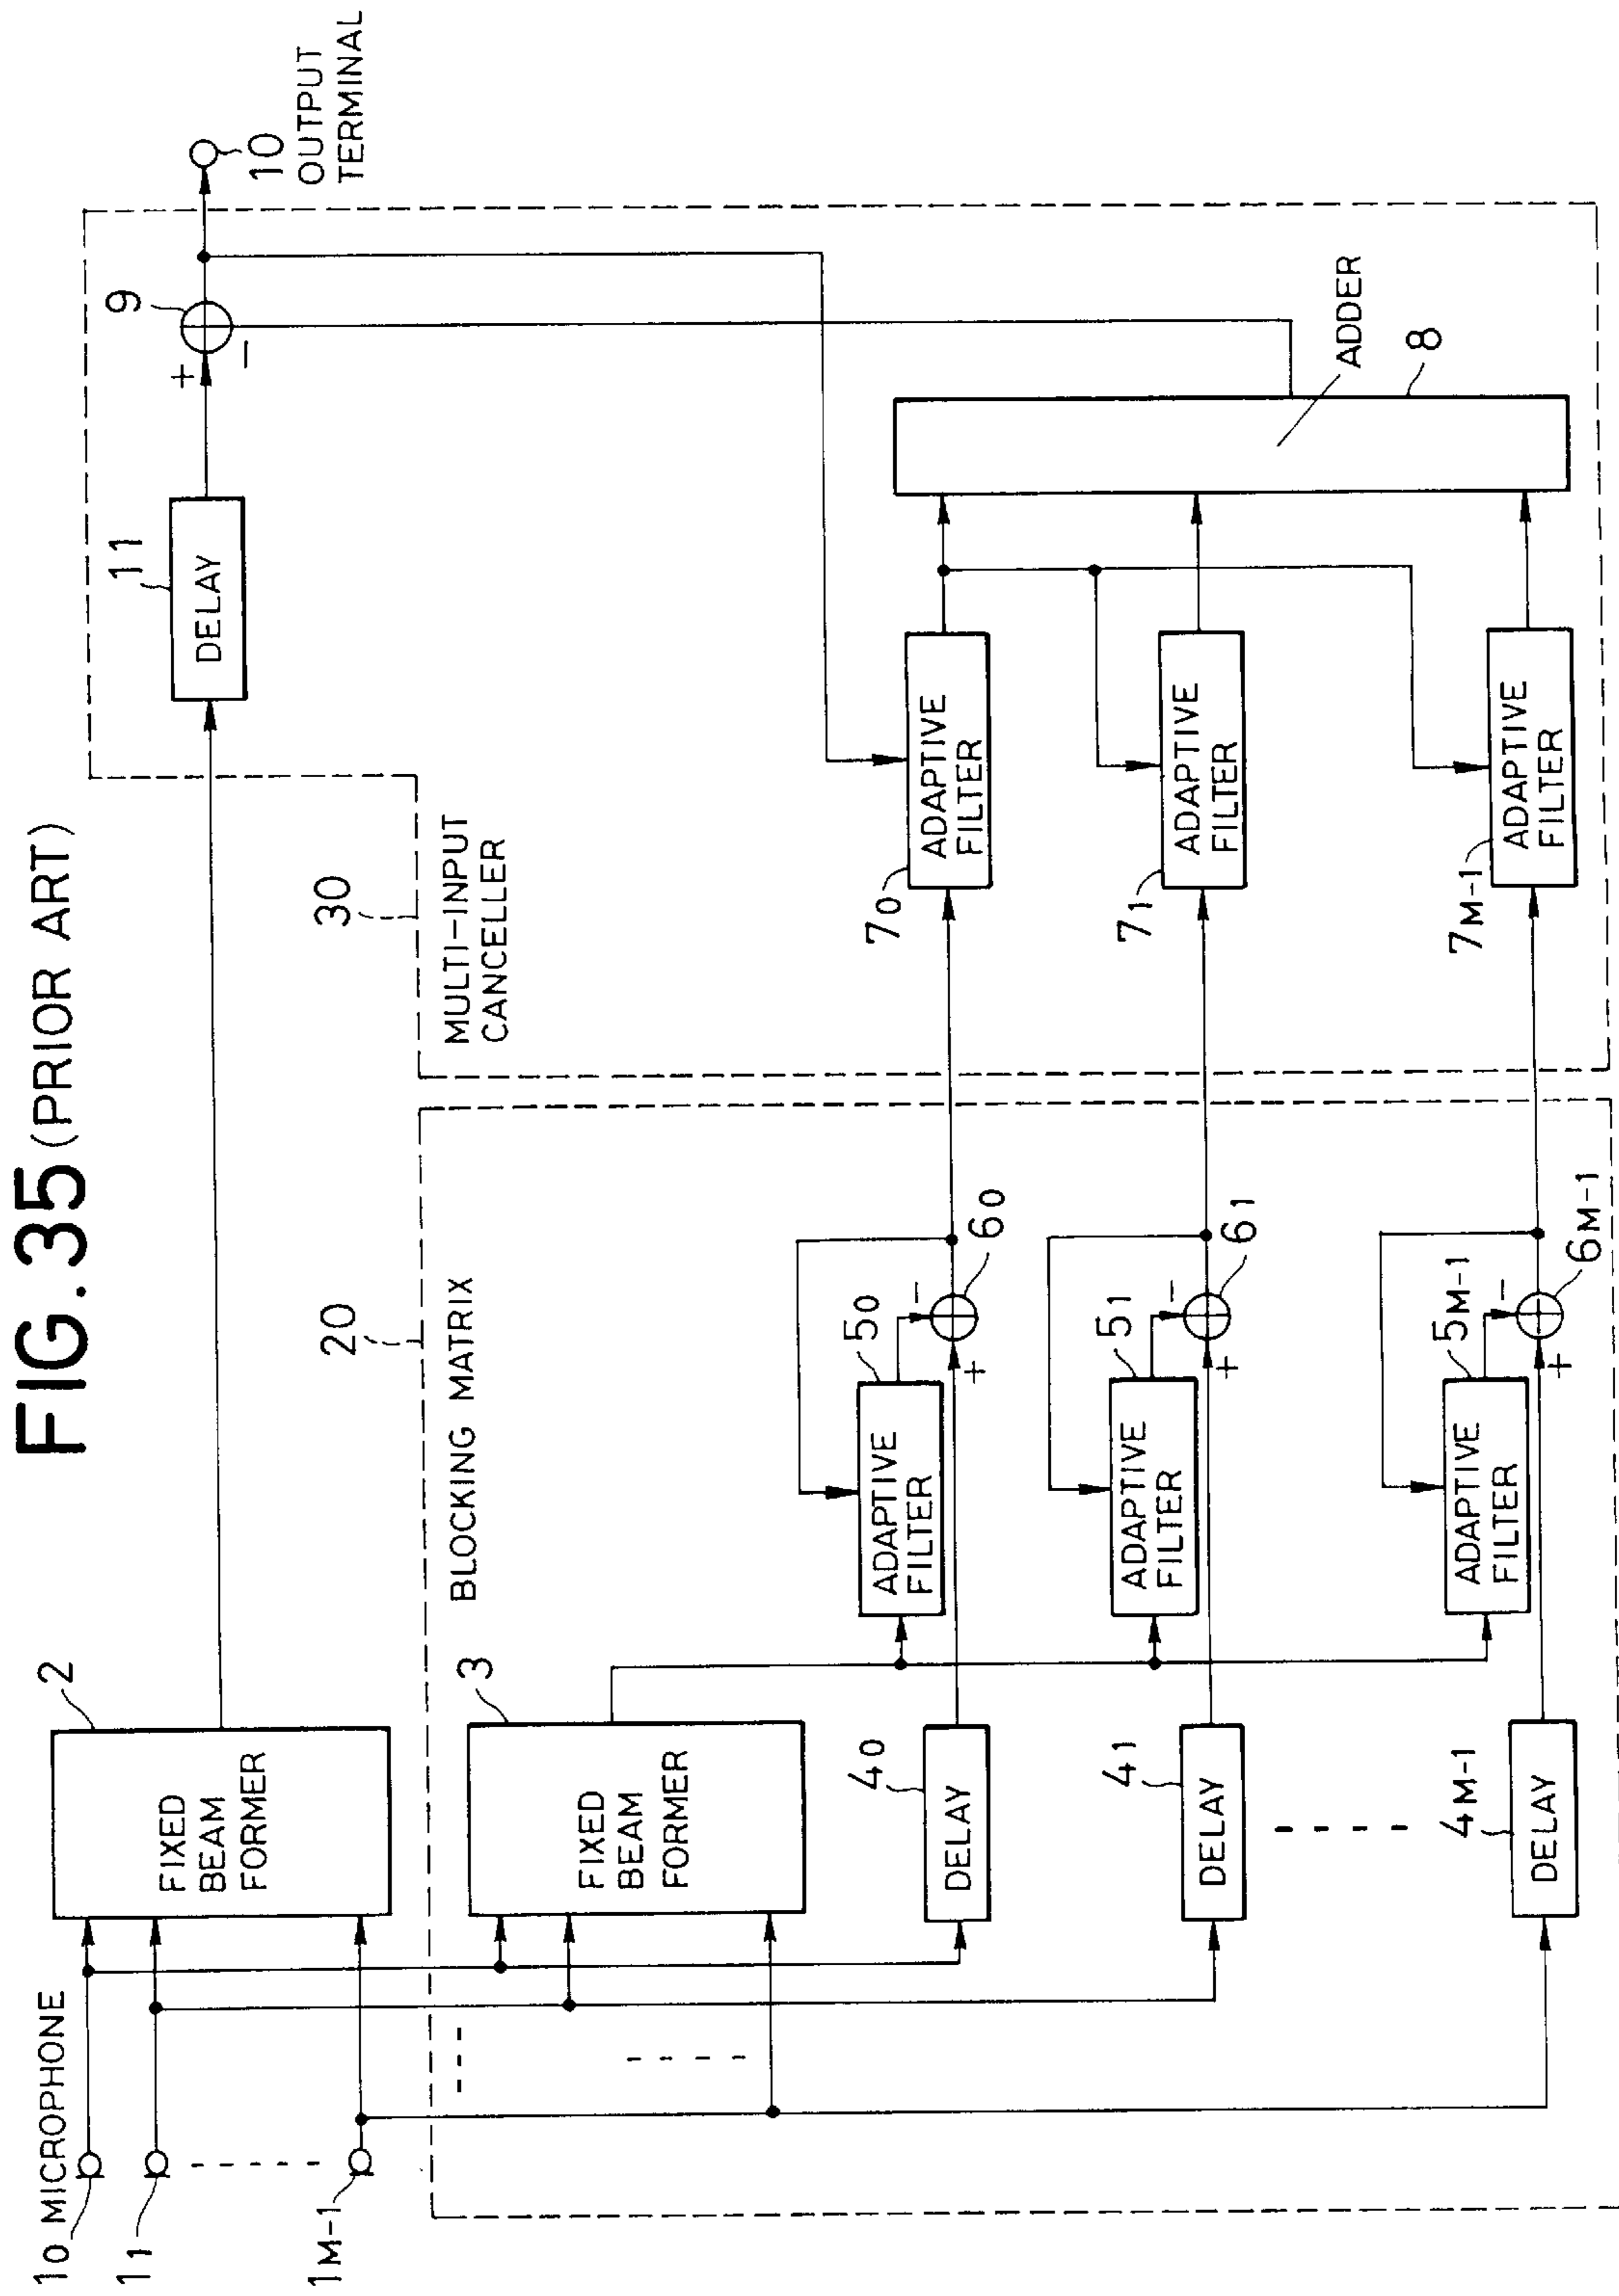 FIG.35 (PRIOR ART)
10 MICROPHONE
11
1M-1
2
FIXED
BEAM
FORMER
11
DELAY
9
+
-
10
OUTPUT
TERMINAL
20
BLOCKING MATRIX
30
MULTI-INPUT
CANCELLER
3
FIXED
BEAM
FORMER
40
DELAY
50
ADAPTIVE
FILTER
-
+
60
70
ADAPTIVE
FILTER
41
DELAY
51
ADAPTIVE
FILTER
-
+
61
71
ADAPTIVE
FILTER
4M-1
DELAY
5M-1
ADAPTIVE
FILTER
-
+
6M-1
7M-1
ADAPTIVE
FILTER
ADDER
8